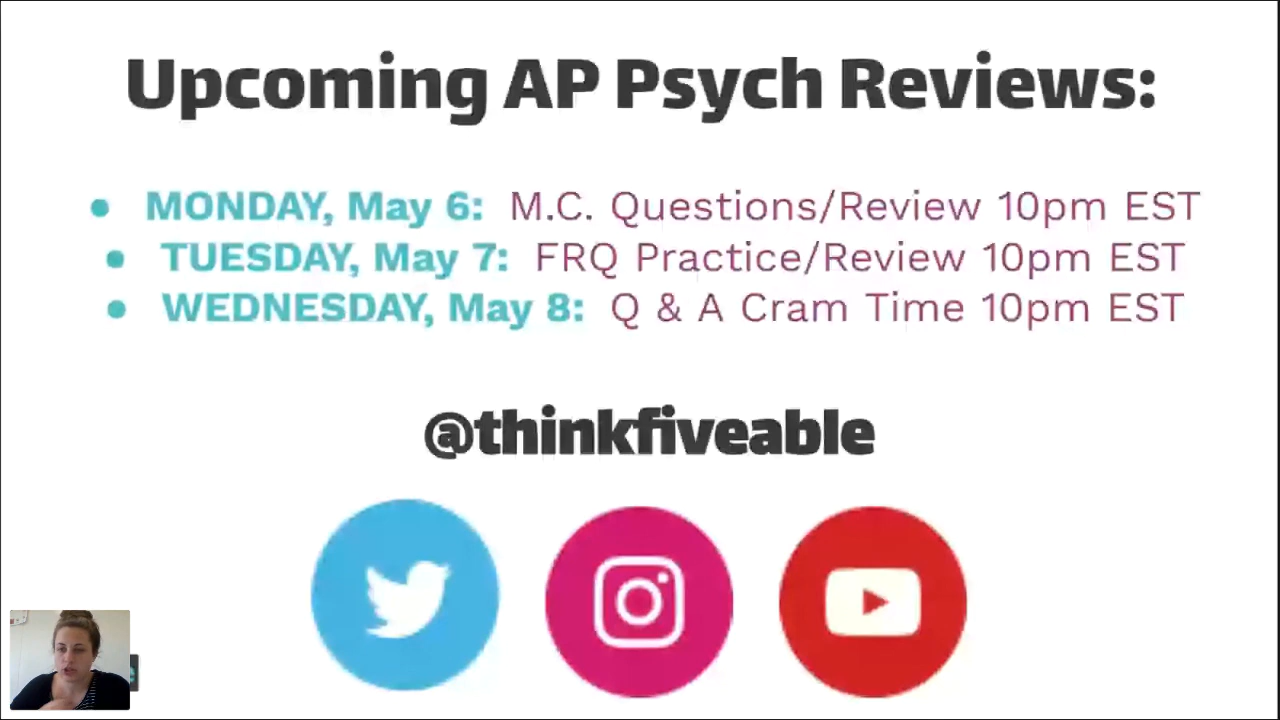 Upcoming AP Psych Reviews:
● MONDAY, May 6: M.C. Questions/Review 10pm EST
● TUESDAY, May 7: FRQ Practice/Review 10pm EST
● WEDNESDAY, May 8: Q & A Cram Time 10pm EST
@thinkfiveable